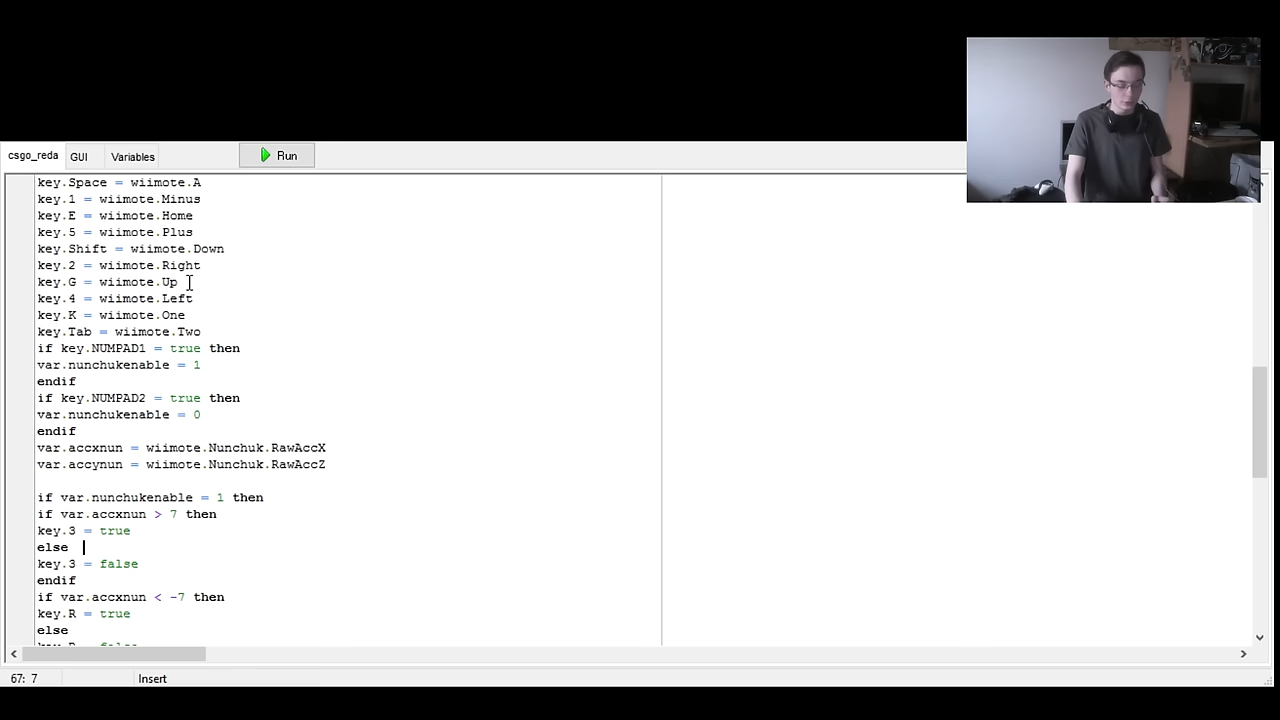 csgo_reda GUI Variables Run
key.Space = wiimote.A
key.1 = wiimote.Minus
key.E = wiimote.Home
key.5 = wiimote.Plus
key.Shift = wiimote.Down
key.2 = wiimote.Right
key.G = wiimote.Up
key.4 = wiimote.Left
key.K = wiimote.One
key.Tab = wiimote.Two
if key.NUMPAD1 = true then
var.nunchukenable = 1
endif
if key.NUMPAD2 = true then
var.nunchukenable = 0
endif
var.accxnun = wiimote.Nunchuk.RawAccX
var.accynun = wiimote.Nunchuk.RawAccZ
if var.nunchukenable = 1 then
if var.accxnun > 7 then
key.3 = true
else
key.3 = false
endif
if var.accxnun < -7 then
key.R = true
else
67: 7 Insert